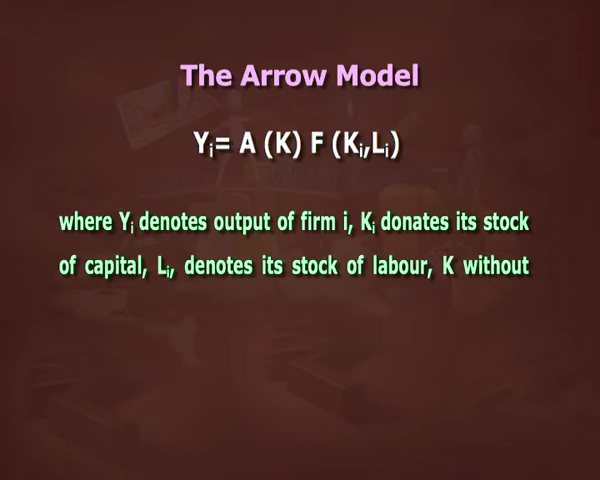 The Arrow Model
Yᵢ= A (K) F (Kᵢ,Lᵢ)
where Yᵢ denotes output of firm i, Kᵢ donates its stock
of capital, Lᵢ, denotes its stock of labour, K without